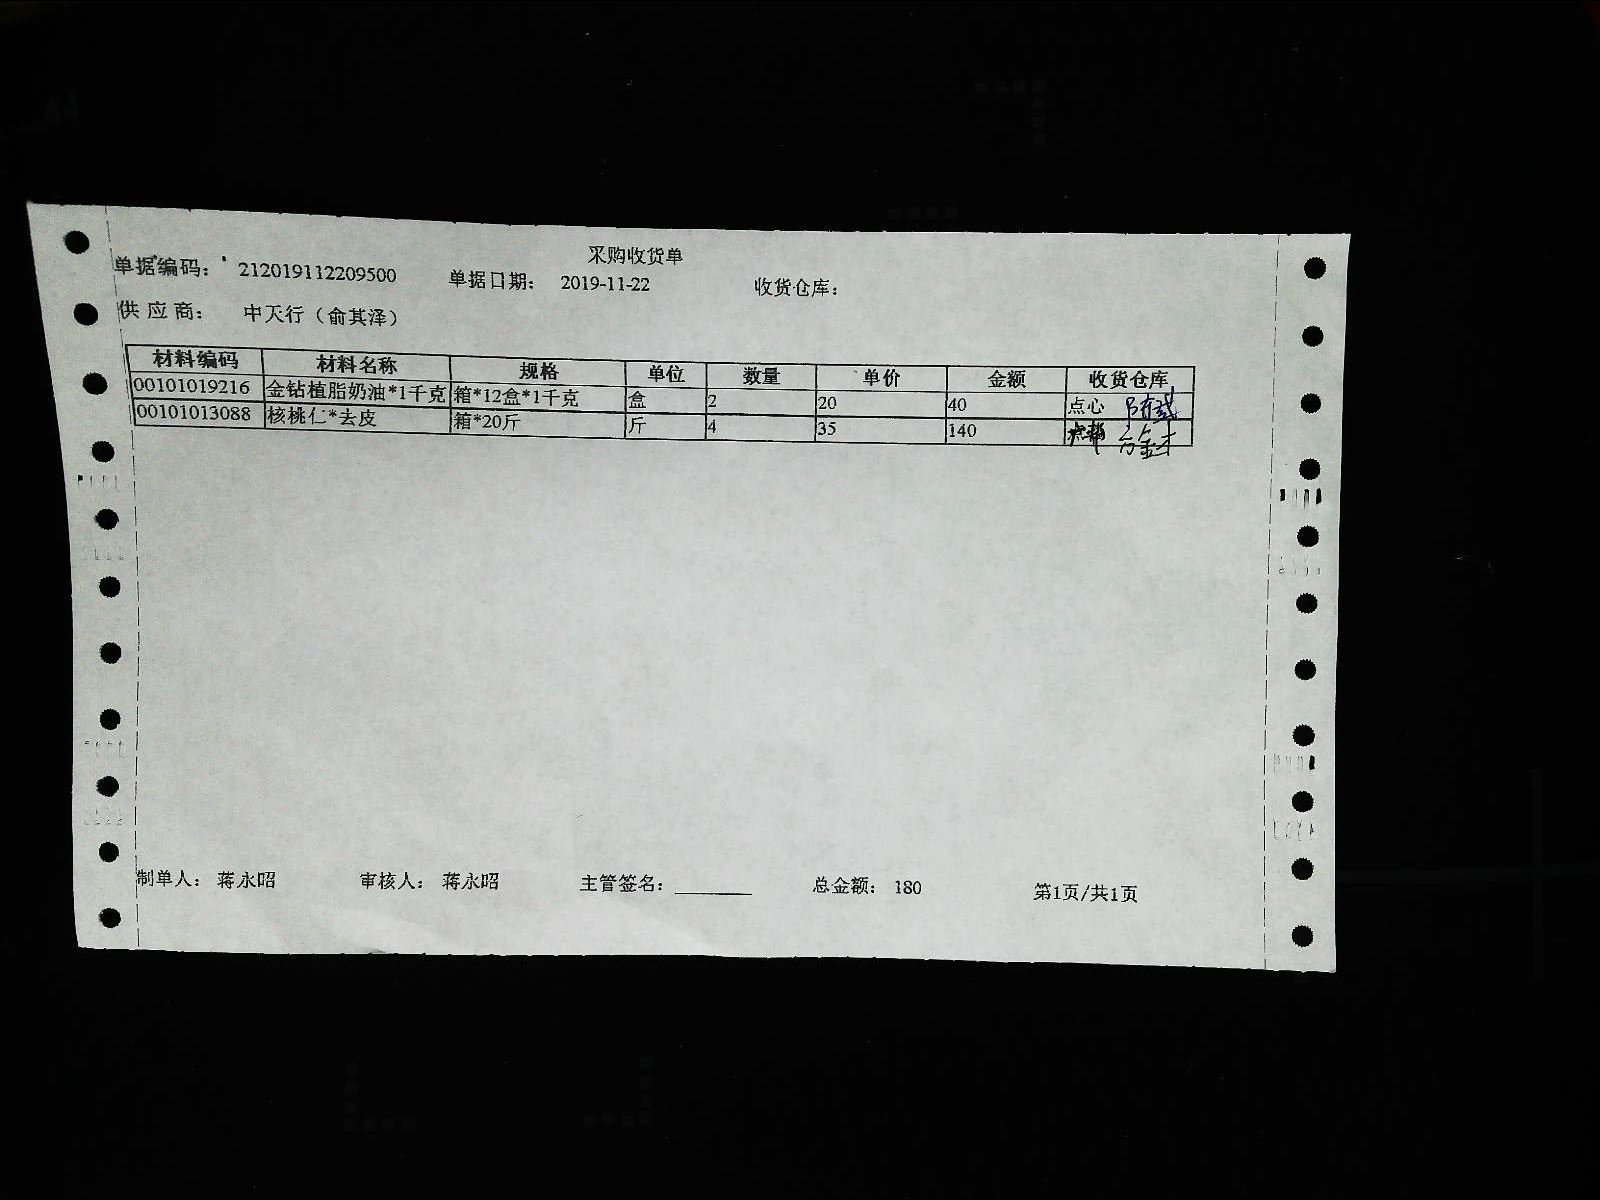 采购收货单
单据编码： 212019112209500 单据日期： 2019-11-22 收货仓库：
供应商： 中天行（俞其泽）
材料编码 材料名称 规格 单位 数量 单价 金额 收货仓库
00101019216 金钻植脂奶油*1千克 箱*12盒*1千克 盒 2 20 40 点心
00101013088 核桃仁*去皮 箱*20斤 斤 4 35 140
制单人： 蒋永昭 审核人： 蒋永昭 主管签名： 总金额： 180 第1页/共1页